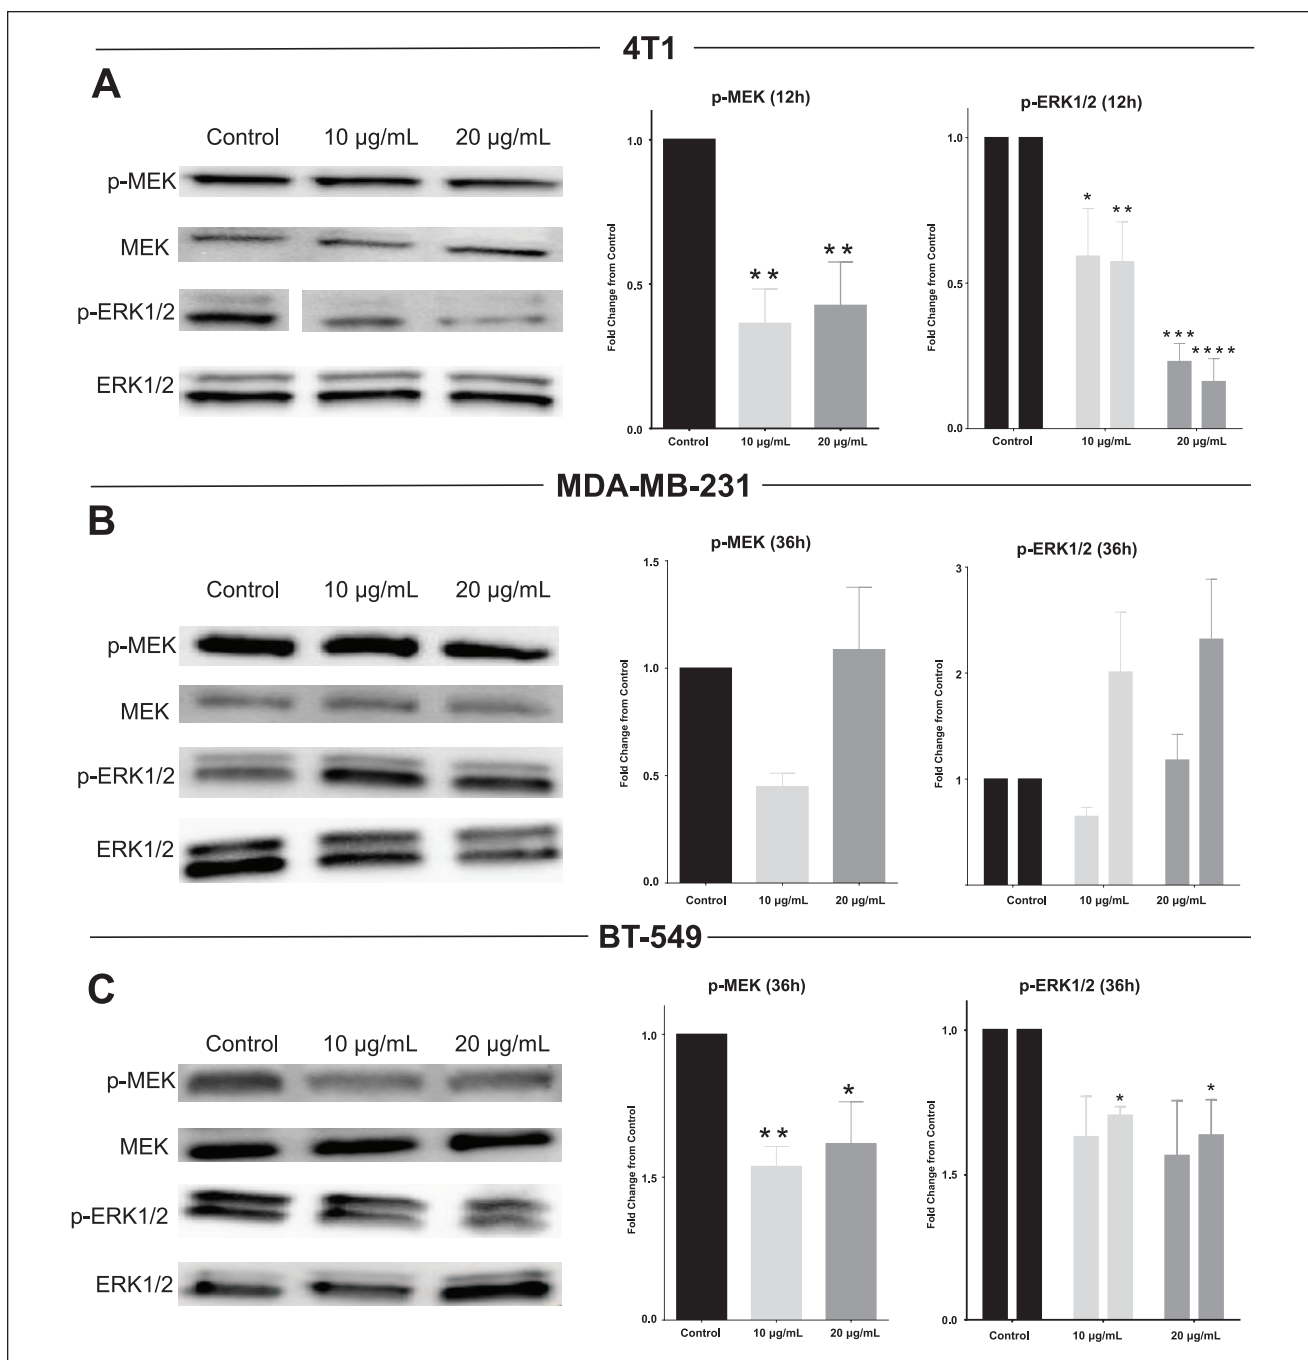 4T1
A
Control 10 µg/mL 20 µg/mL
p-MEK
MEK
p-ERK1/2
ERK1/2
p-MEK (12h)
Fold Change from Control
1.0
0.5
0.0
* *
* *
Control 10 µg/mL 20 µg/mL
p-ERK1/2 (12h)
Fold Change from Control
1.0
0.5
0.0
*
* *
* * *
* * * *
Control 10 µg/mL 20 µg/mL
MDA-MB-231
B
Control 10 µg/mL 20 µg/mL
p-MEK
MEK
p-ERK1/2
ERK1/2
p-MEK (36h)
Fold Change from Control
1.5
1.0
0.5
0.0
Control 10 µg/mL 20 µg/mL
p-ERK1/2 (36h)
Fold Change from Control
3
2
1
Control 10 µg/mL 20 µg/mL
BT-549
C
Control 10 µg/mL 20 µg/mL
p-MEK
MEK
p-ERK1/2
ERK1/2
p-MEK (36h)
Fold Change from Control
1.0
1.5
0.0
* *
*
Control 10 µg/mL 20 µg/mL
p-ERK1/2 (36h)
Fold Change from Control
1.0
1.5
0.0
*
*
Control 10 µg/mL 20 µg/mL